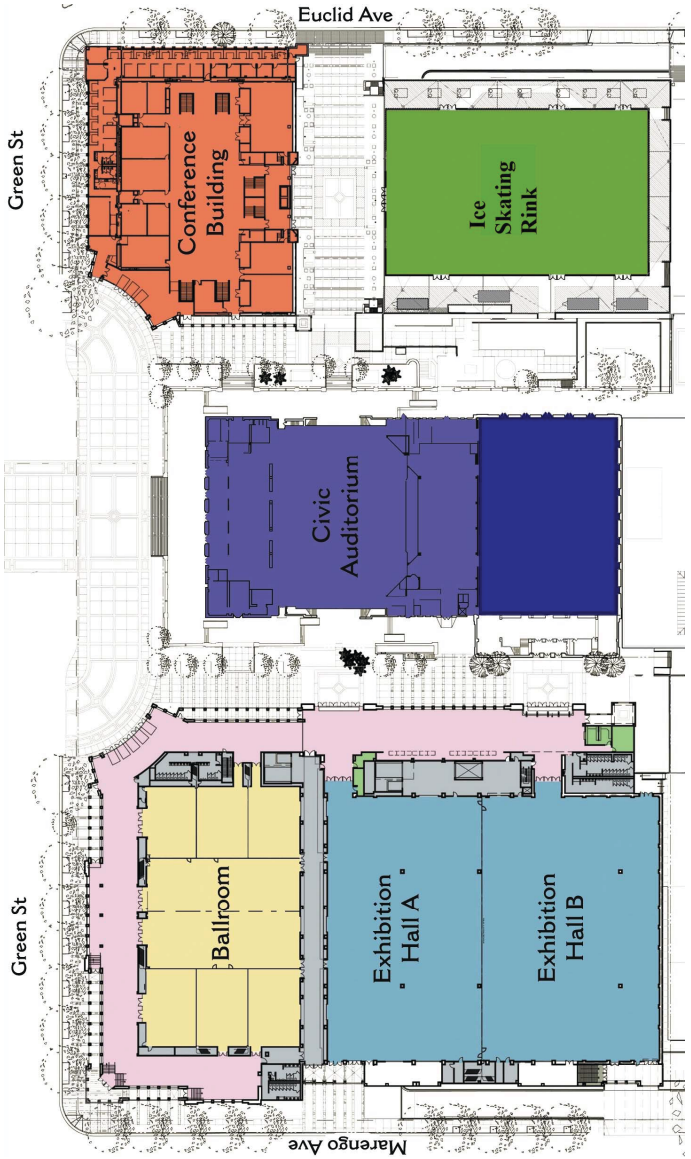 Euclid Ave
Green St
Conference
Building
Ice
Skating
Rink
Civic
Auditorium
Green St
Ballroom
Exhibition
Hall A
Exhibition
Hall B
Marengo Ave